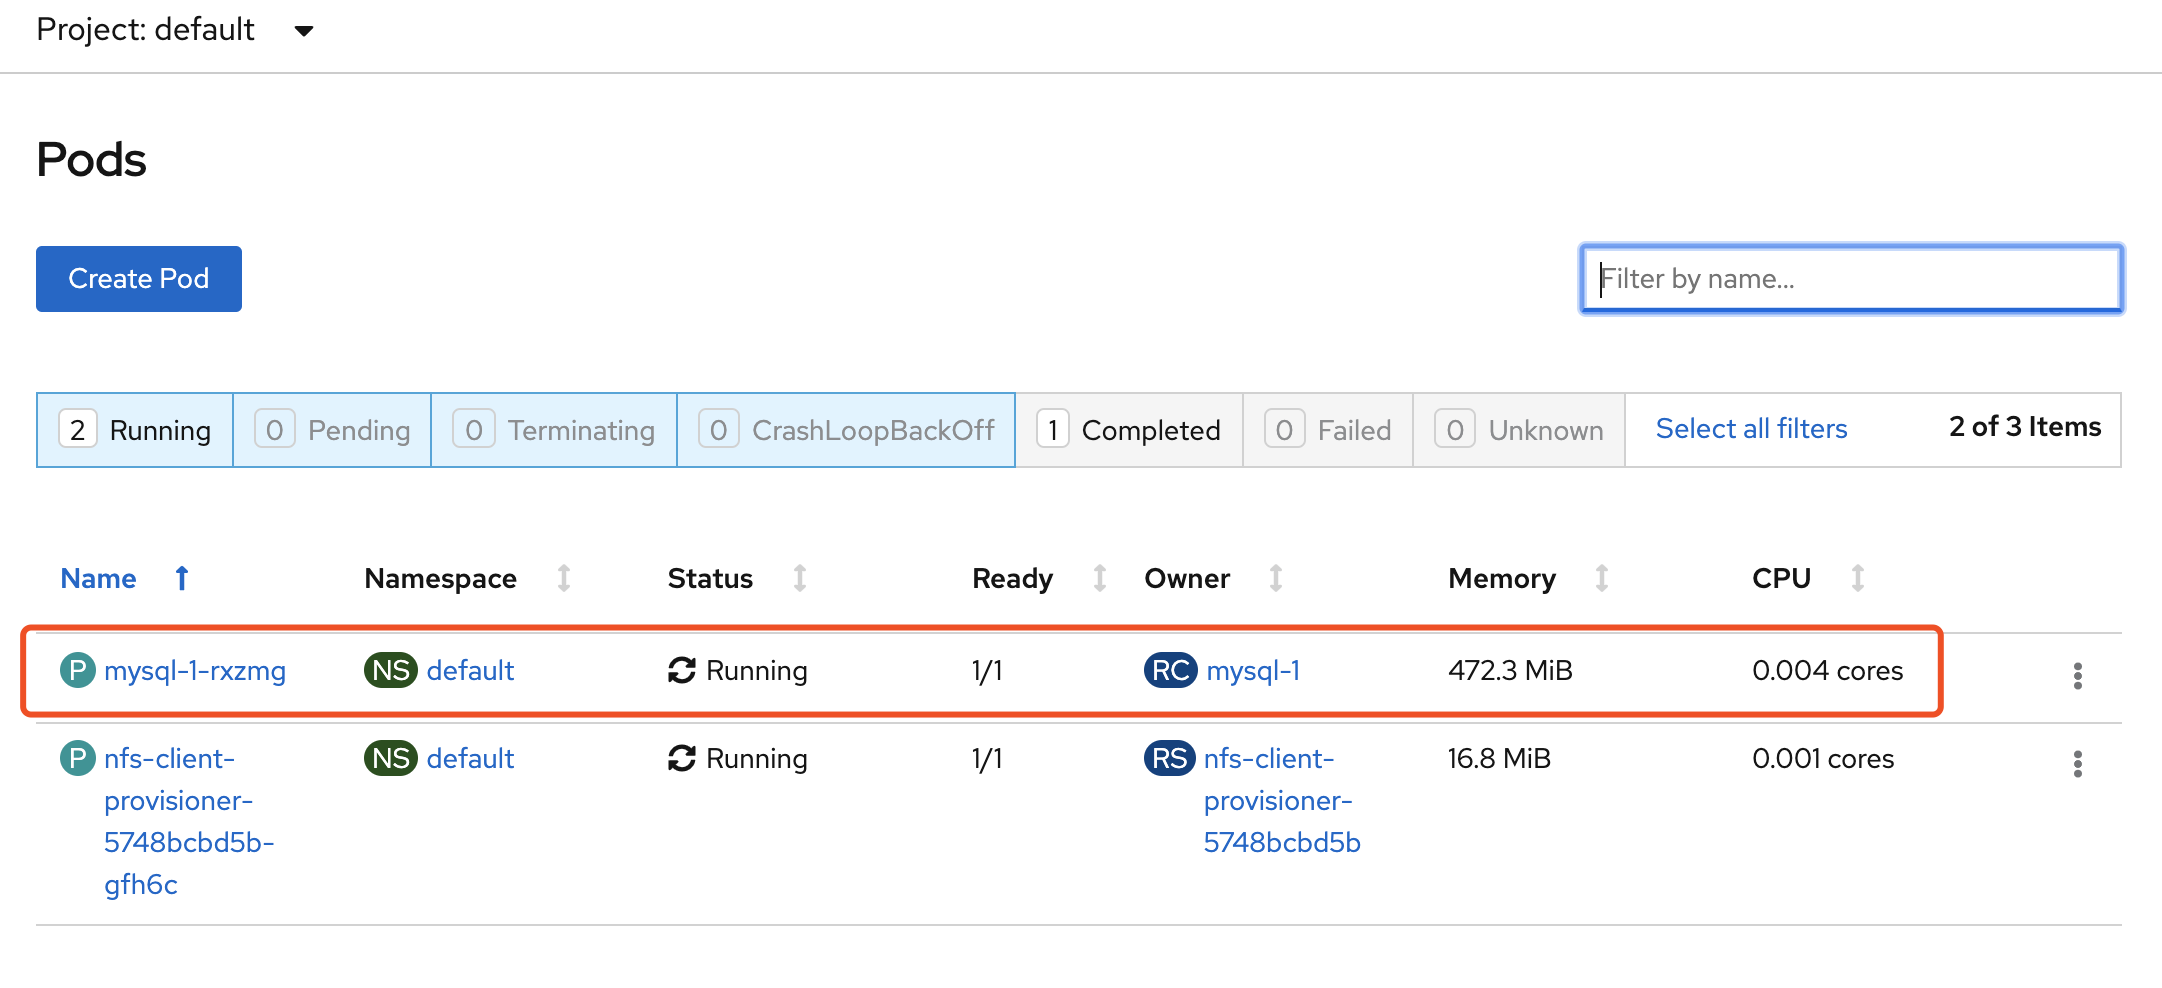 Project: default
Pods
Create Pod
Filter by name...
2 Running 0 Pending 0 Terminating 0 CrashLoopBackOff 1 Completed 0 Failed 0 Unknown Select all filters 2 of 3 Items
Name Namespace Status Ready Owner Memory CPU
P mysql-1-rxzmg NS default Running 1/1 RC mysql-1 472.3 MiB 0.004 cores
P nfs-client- NS default Running 1/1 RS nfs-client- 16.8 MiB 0.001 cores
provisioner- provisioner-
5748bcbd5b- 5748bcbd5b
gfh6c